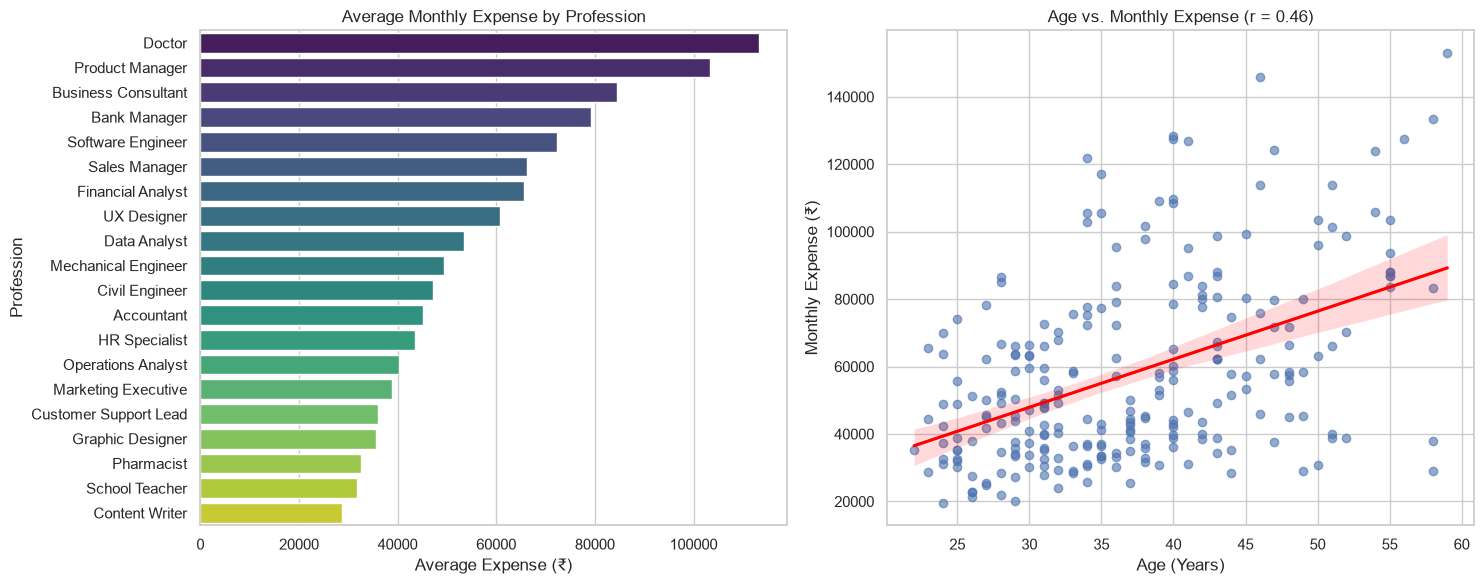 Average Monthly Expense by Profession
Profession
Doctor
Product Manager
Business Consultant
Bank Manager
Software Engineer
Sales Manager
Financial Analyst
UX Designer
Data Analyst
Mechanical Engineer
Civil Engineer
Accountant
HR Specialist
Operations Analyst
Marketing Executive
Customer Support Lead
Graphic Designer
Pharmacist
School Teacher
Content Writer
0 20000 40000 60000 80000 100000
Average Expense (₹)
Age vs. Monthly Expense (r = 0.46)
Monthly Expense (₹)
140000
120000
100000
80000
60000
40000
20000
25 30 35 40 45 50 55 60
Age (Years)